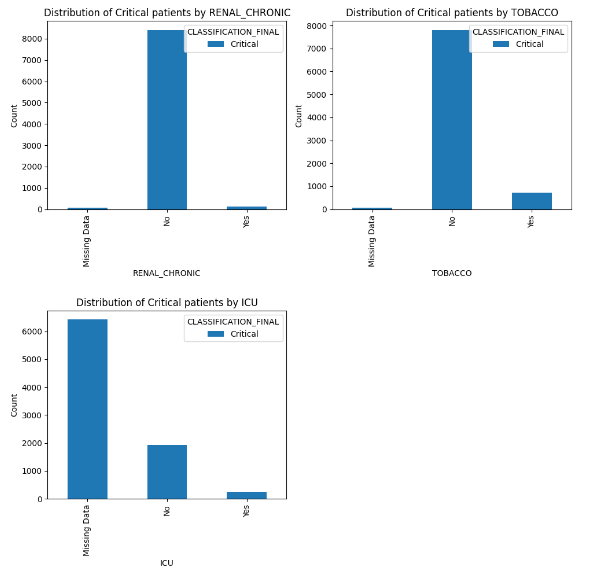 Distribution of Critical patients by RENAL_CHRONIC
CLASSIFICATION_FINAL
Critical
8000
7000
6000
5000
4000
3000
2000
1000
0
Count
Missing Data
No
Yes
RENAL_CHRONIC
Distribution of Critical patients by TOBACCO
CLASSIFICATION_FINAL
Critical
8000
7000
6000
5000
4000
3000
2000
1000
0
Count
Missing Data
No
Yes
TOBACCO
Distribution of Critical patients by ICU
CLASSIFICATION_FINAL
Critical
6000
5000
4000
3000
2000
1000
0
Count
Missing Data
No
Yes
ICU